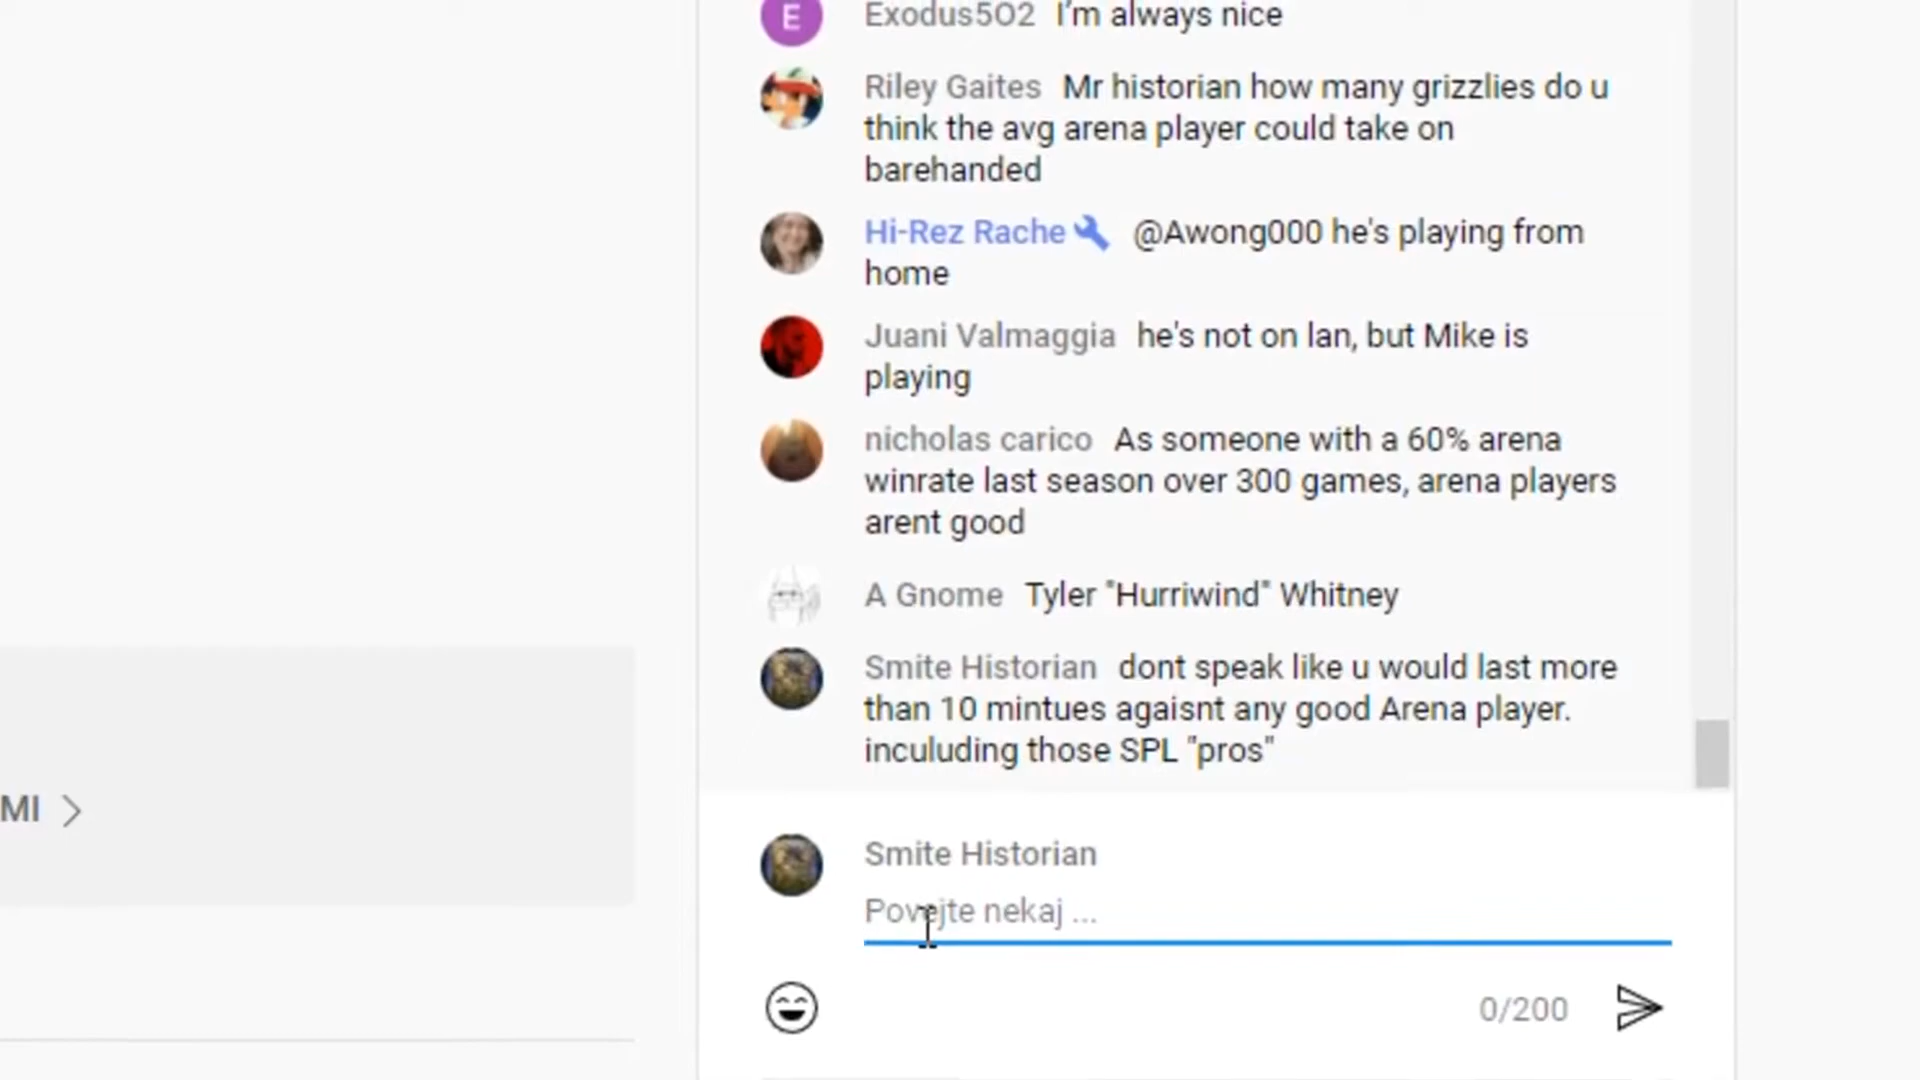 E Exodus502 I'm always nice
Riley Gaites Mr historian how many grizzlies do u
think the avg arena player could take on
barehanded
Hi-Rez Rache @Awong000 he's playing from
home
Juani Valmaggia he's not on lan, but Mike is
playing
nicholas carico As someone with a 60% arena
winrate last season over 300 games, arena players
arent good
A Gnome Tyler "Hurriwind" Whitney
Smite Historian dont speak like u would last more
than 10 mintues agaisnt any good Arena player.
inculuding those SPL "pros"
MI
Smite Historian
Povejte nekaj ...
0/200